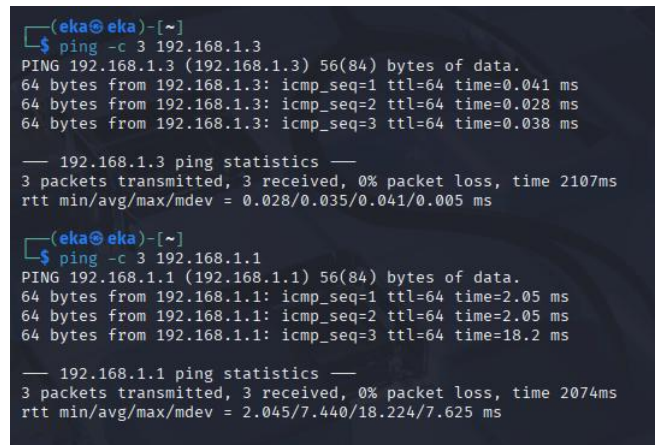 ┌──(eka㉿eka)-[~]
└─$ ping -c 3 192.168.1.3
PING 192.168.1.3 (192.168.1.3) 56(84) bytes of data.
64 bytes from 192.168.1.3: icmp_seq=1 ttl=64 time=0.041 ms
64 bytes from 192.168.1.3: icmp_seq=2 ttl=64 time=0.028 ms
64 bytes from 192.168.1.3: icmp_seq=3 ttl=64 time=0.038 ms
— 192.168.1.3 ping statistics —
3 packets transmitted, 3 received, 0% packet loss, time 2107ms
rtt min/avg/max/mdev = 0.028/0.035/0.041/0.005 ms
┌──(eka㉿eka)-[~]
└─$ ping -c 3 192.168.1.1
PING 192.168.1.1 (192.168.1.1) 56(84) bytes of data.
64 bytes from 192.168.1.1: icmp_seq=1 ttl=64 time=2.05 ms
64 bytes from 192.168.1.1: icmp_seq=2 ttl=64 time=2.05 ms
64 bytes from 192.168.1.1: icmp_seq=3 ttl=64 time=18.2 ms
— 192.168.1.1 ping statistics —
3 packets transmitted, 3 received, 0% packet loss, time 2074ms
rtt min/avg/max/mdev = 2.045/7.440/18.224/7.625 ms